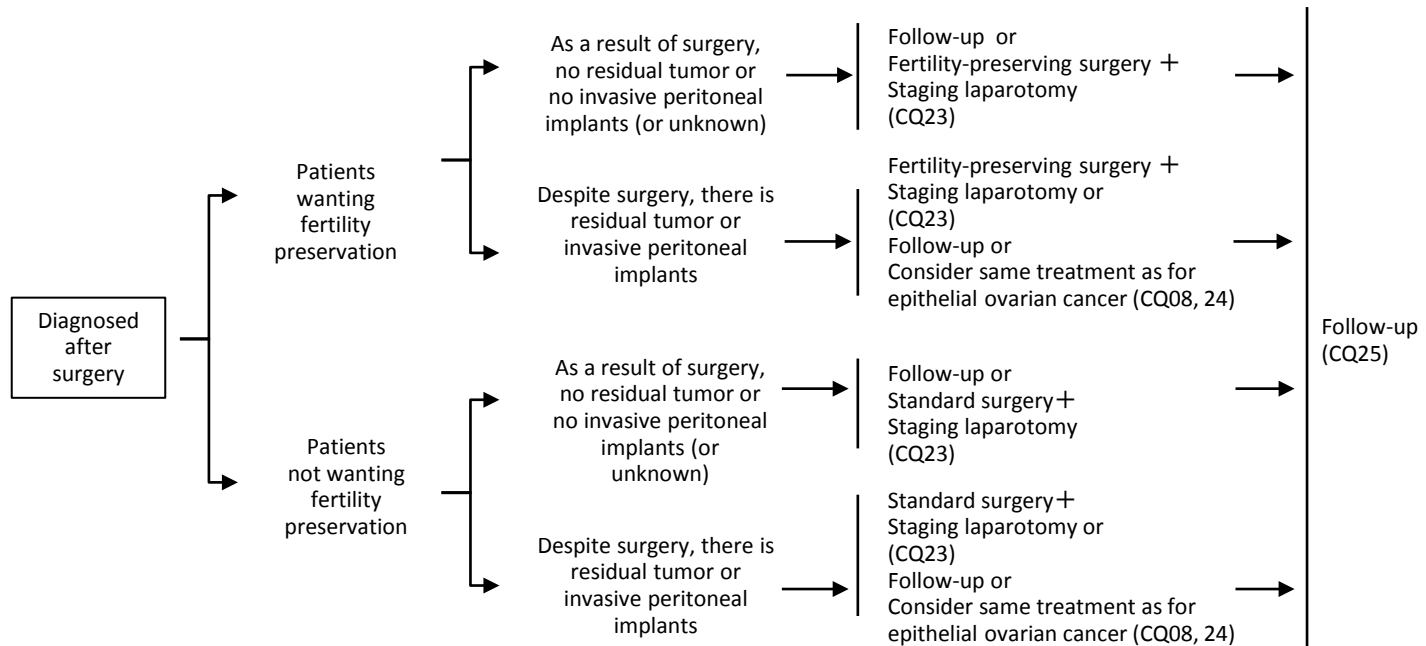 Diagnosed
after
surgery
Patients
wanting
fertility
preservation
As a result of surgery,
no residual tumor or
no invasive peritoneal
implants (or unknown)
Follow-up or
Fertility-preserving surgery +
Staging laparotomy
(CQ23)
Despite surgery, there is
residual tumor or
invasive peritoneal
implants
Fertility-preserving surgery +
Staging laparotomy or
(CQ23)
Follow-up or
Consider same treatment as for
epithelial ovarian cancer (CQ08, 24)
Patients
not wanting
fertility
preservation
As a result of surgery,
no residual tumor or
no invasive peritoneal
implants (or
unknown)
Follow-up or
Standard surgery+
Staging laparotomy
(CQ23)
Despite surgery, there is
residual tumor or
invasive peritoneal
implants
Standard surgery+
Staging laparotomy or
(CQ23)
Follow-up or
Consider same treatment as for
epithelial ovarian cancer (CQ08, 24)
Follow-up
(CQ25)